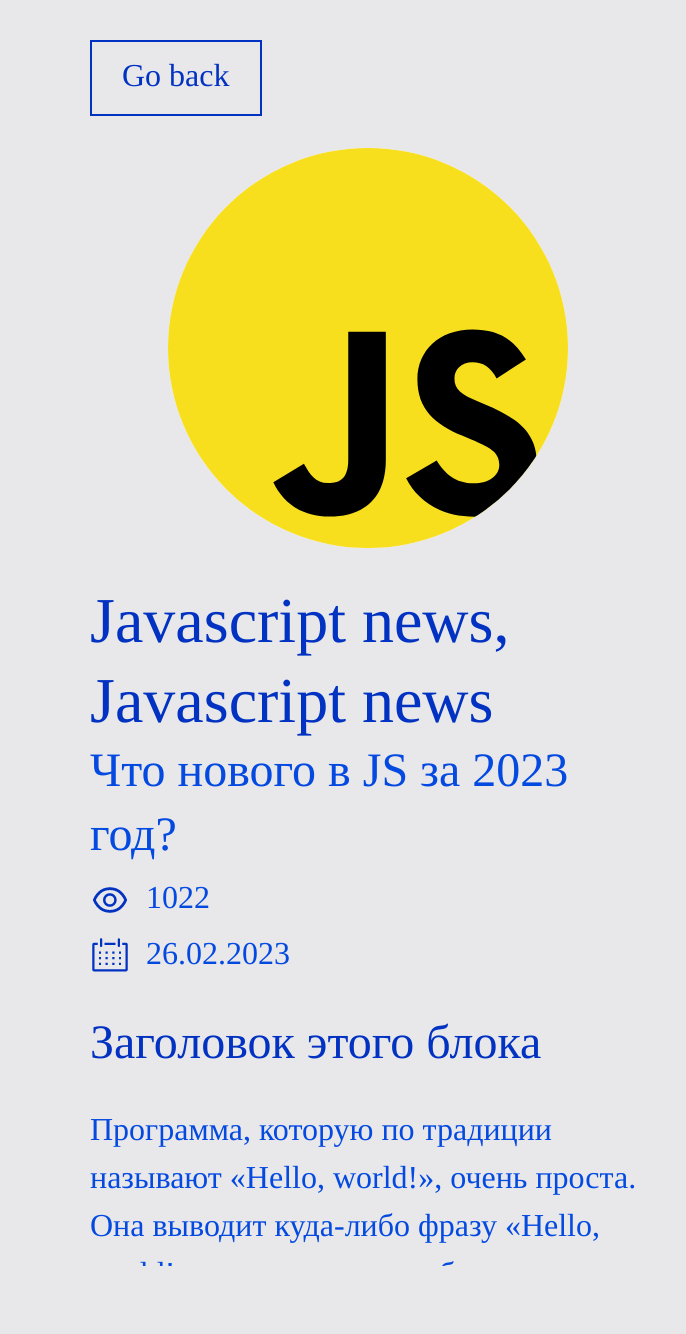 Go back
JS
Javascript news,
Javascript news
Что нового в JS за 2023
год?
1022
26.02.2023
Заголовок этого блока
Программа, которую по традиции
называют «Hello, world!», очень проста.
Она выводит куда-либо фразу «Hello,